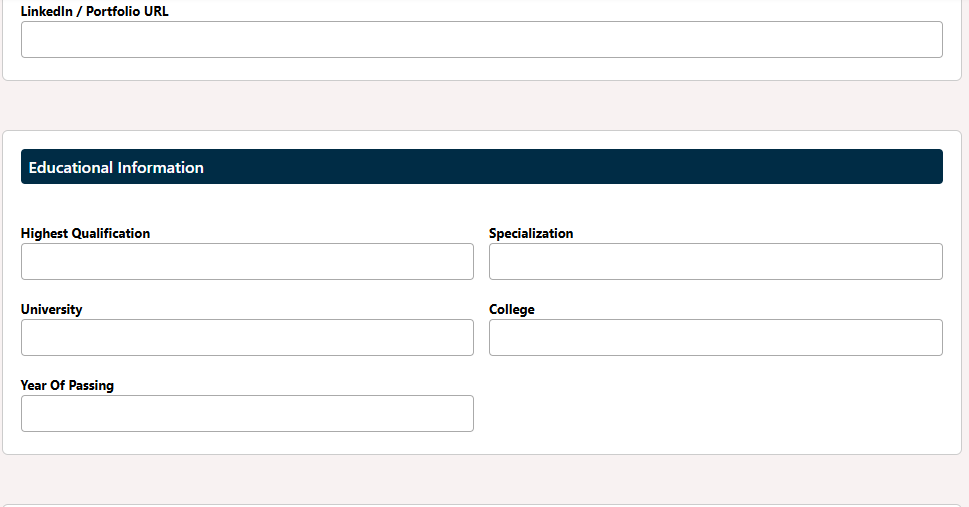 LinkedIn / Portfolio URL
Educational Information
Highest Qualification
Specialization
University
College
Year Of Passing